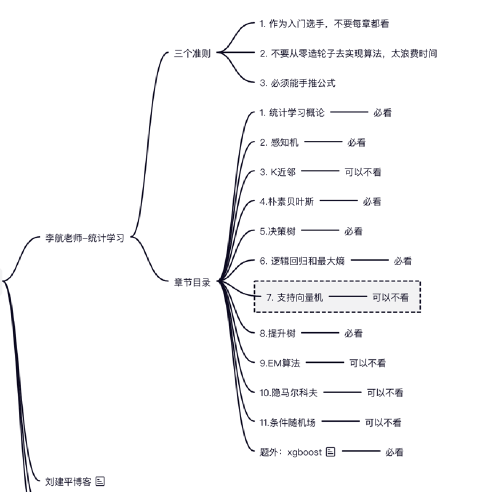 1. 作为入门选手，不要每章都看
三个准则
2. 不要从零造轮子去实现算法，太浪费时间
3. 必须能手推公式
1. 统计学习概论 必看
2. 感知机 必看
3. K近邻 可以不看
4.朴素贝叶斯 必看
5.决策树 必看
李航老师-统计学习
6. 逻辑回归和最大熵 必看
章节目录
7. 支持向量机 可以不看
8.提升树 必看
9.EM算法 可以不看
10.隐马尔科夫 可以不看
11.条件随机场 可以不看
题外：xgboost 必看
刘建平博客